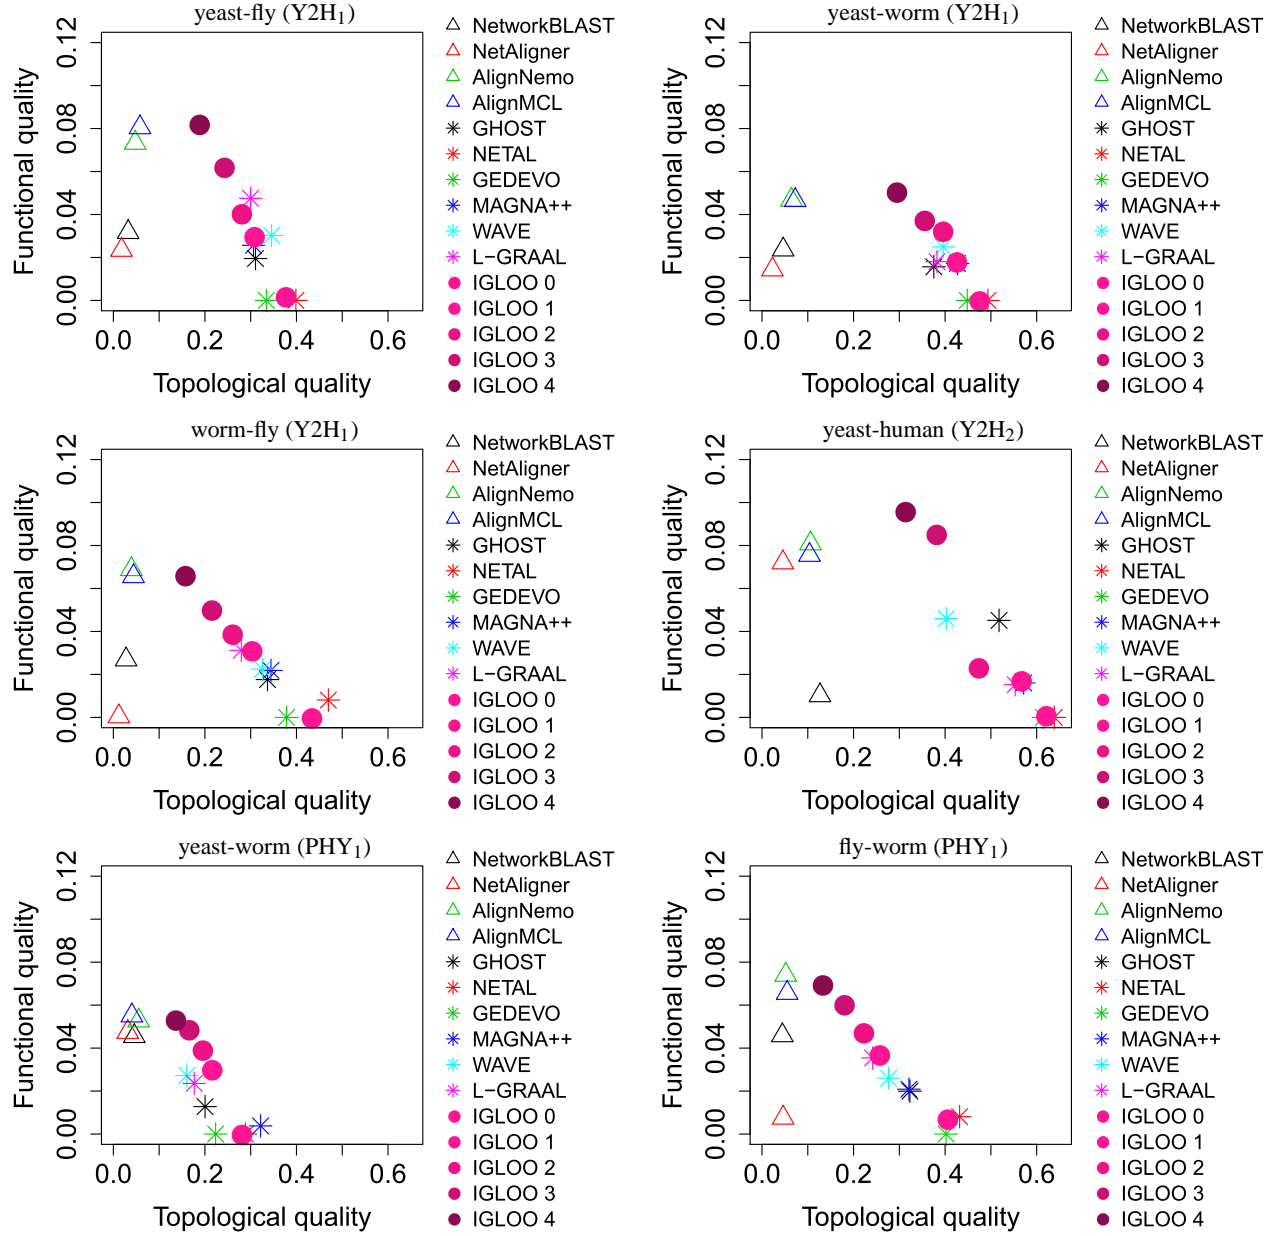 yeast-fly (Y2H1)
Functional quality
0.00 0.04 0.08 0.12
0.0 0.2 0.4 0.6
Topological quality
NetworkBLAST
NetAligner
AlignNemo
AlignMCL
GHOST
NETAL
GEDEVO
MAGNA++
WAVE
L−GRAAL
IGLOO 0
IGLOO 1
IGLOO 2
IGLOO 3
IGLOO 4
yeast-worm (Y2H1)
Functional quality
0.00 0.04 0.08 0.12
0.0 0.2 0.4 0.6
Topological quality
NetworkBLAST
NetAligner
AlignNemo
AlignMCL
GHOST
NETAL
GEDEVO
MAGNA++
WAVE
L−GRAAL
IGLOO 0
IGLOO 1
IGLOO 2
IGLOO 3
IGLOO 4
worm-fly (Y2H1)
Functional quality
0.00 0.04 0.08 0.12
0.0 0.2 0.4 0.6
Topological quality
NetworkBLAST
NetAligner
AlignNemo
AlignMCL
GHOST
NETAL
GEDEVO
MAGNA++
WAVE
L−GRAAL
IGLOO 0
IGLOO 1
IGLOO 2
IGLOO 3
IGLOO 4
yeast-human (Y2H2)
Functional quality
0.00 0.04 0.08 0.12
0.0 0.2 0.4 0.6
Topological quality
NetworkBLAST
NetAligner
AlignNemo
AlignMCL
GHOST
NETAL
GEDEVO
MAGNA++
WAVE
L−GRAAL
IGLOO 0
IGLOO 1
IGLOO 2
IGLOO 3
IGLOO 4
yeast-worm (PHY1)
Functional quality
0.00 0.04 0.08 0.12
0.0 0.2 0.4 0.6
Topological quality
NetworkBLAST
NetAligner
AlignNemo
AlignMCL
GHOST
NETAL
GEDEVO
MAGNA++
WAVE
L−GRAAL
IGLOO 0
IGLOO 1
IGLOO 2
IGLOO 3
IGLOO 4
fly-worm (PHY1)
Functional quality
0.00 0.04 0.08 0.12
0.0 0.2 0.4 0.6
Topological quality
NetworkBLAST
NetAligner
AlignNemo
AlignMCL
GHOST
NETAL
GEDEVO
MAGNA++
WAVE
L−GRAAL
IGLOO 0
IGLOO 1
IGLOO 2
IGLOO 3
IGLOO 4